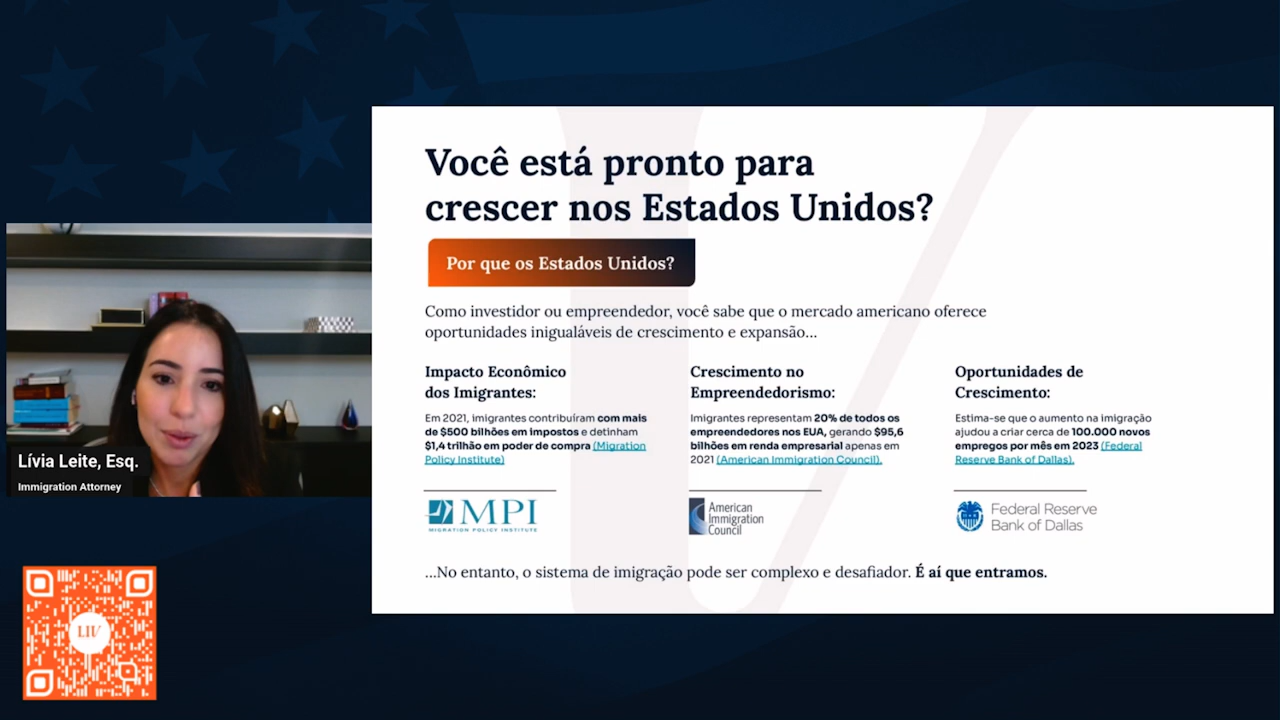 Você está pronto para
crescer nos Estados Unidos?
Por que os Estados Unidos?
Como investidor ou empreendedor, você sabe que o mercado americano oferece
oportunidades inigualáveis de crescimento e expansão...
Impacto Econômico
dos Imigrantes:
Em 2021, imigrantes contribuíram com mais
de $500 bilhões em impostos e detinham
$1,4 trilhão em poder de compra (Migration
Policy Institute)
MPI
MIGRATION POLICY INSTITUTE
Crescimento no
Empreendedorismo:
Imigrantes representam 20% de todos os
empreendedores nos EUA, gerando $95,6
bilhões em renda empresarial apenas em
2021 (American Immigration Council).
American
Immigration
Council
Oportunidades de
Crescimento:
Estima-se que o aumento na imigração
ajudou a criar cerca de 100.000 novos
empregos por mês em 2023 (Federal
Reserve Bank of Dallas).
Federal Reserve
Bank of Dallas
...No entanto, o sistema de imigração pode ser complexo e desafiador. É aí que entramos.
Lívia Leite, Esq.
Immigration Attorney
LIV